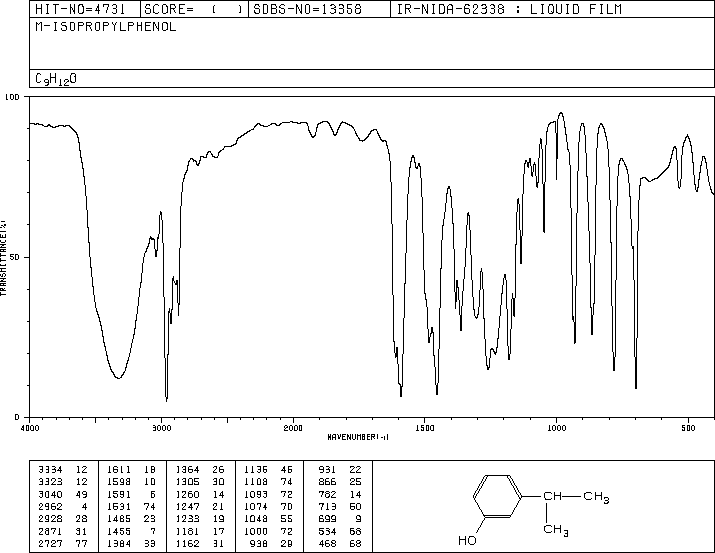 HIT-NO=4731 SCORE= ( ) SDBS-NO=13358 IR-NIDA-62338 : LIQUID FILM
M-ISOPROPYLPHENOL
C9H12O
100
50
0
TRANSMITTANCE(%)
4000 3000 2000 1500 1000 500
WAVENUMBER(-1)
3334 12 1611 18 1364 26 1136 46 931 22
3323 12 1598 10 1305 30 1108 74 866 25
3040 49 1591 6 1260 14 1093 72 782 14
2962 4 1531 74 1247 21 1074 70 713 50
2928 28 1485 23 1233 19 1048 55 699 9
2871 31 1455 7 1181 17 1000 72 534 68
2727 77 1384 33 1162 31 938 29 468 68
CH CH3
CH3
HO